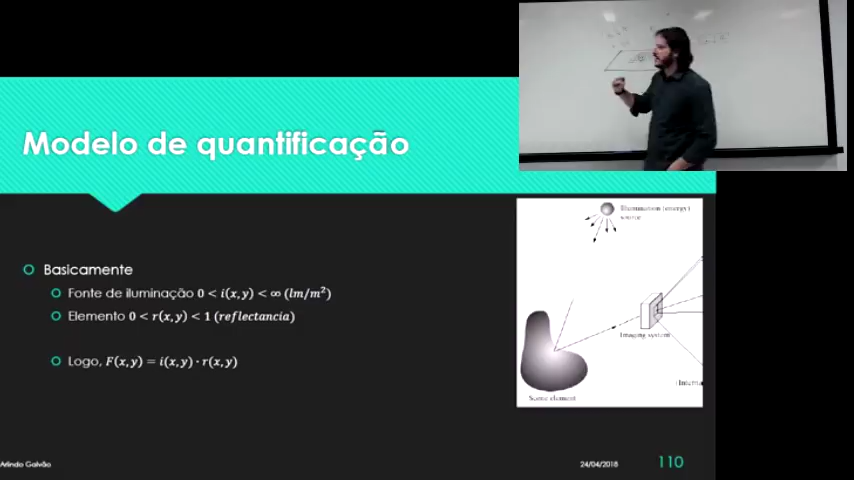 Modelo de quantificação
Basicamente
Fonte de iluminação 0 < i(x, y) < ∞ (lm/m²)
Elemento 0 < r(x, y) < 1 (reflectancia)
Logo, F(x, y) = i(x, y) · r(x, y)
Illumination (energy)
source
Imaging system
(Interna
Scene element
Arlindo Galvão
24/04/2018
110